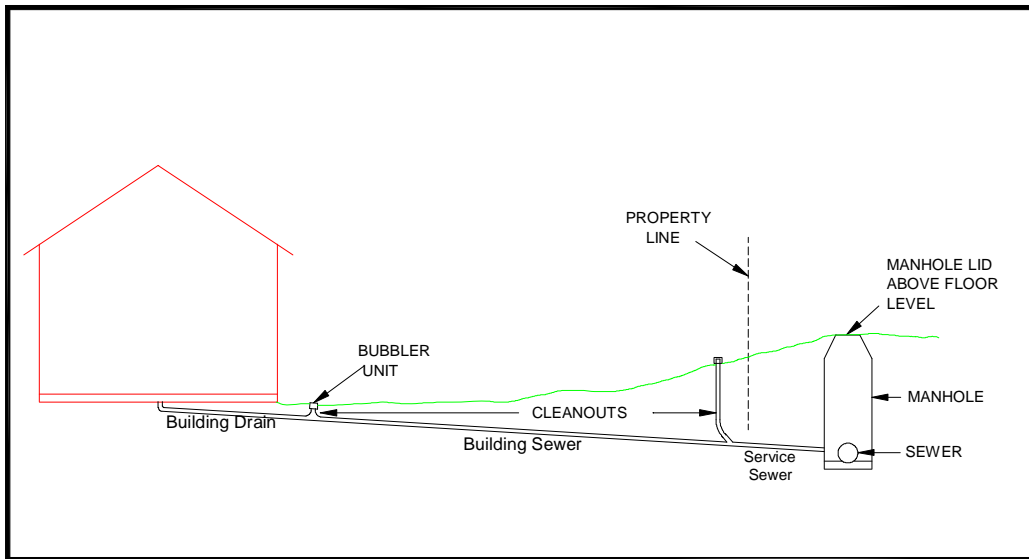 PROPERTY
LINE
MANHOLE LID
ABOVE FLOOR
LEVEL
BUBBLER
UNIT
MANHOLE
CLEANOUTS
Building Drain
Building Sewer
SEWER
Service
Sewer